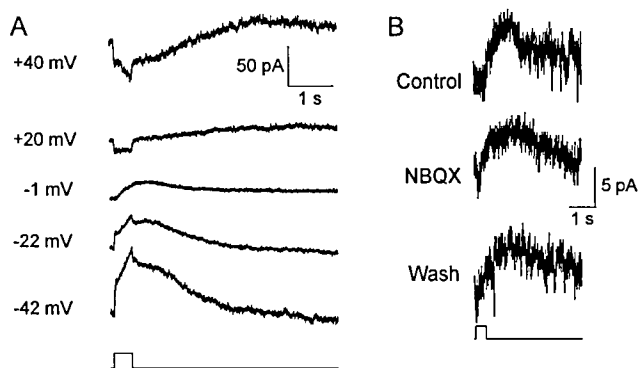 A
+40 mV
50 pA
1 s
+20 mV
-1 mV
-22 mV
-42 mV
B
Control
NBQX
5 pA
1 s
Wash